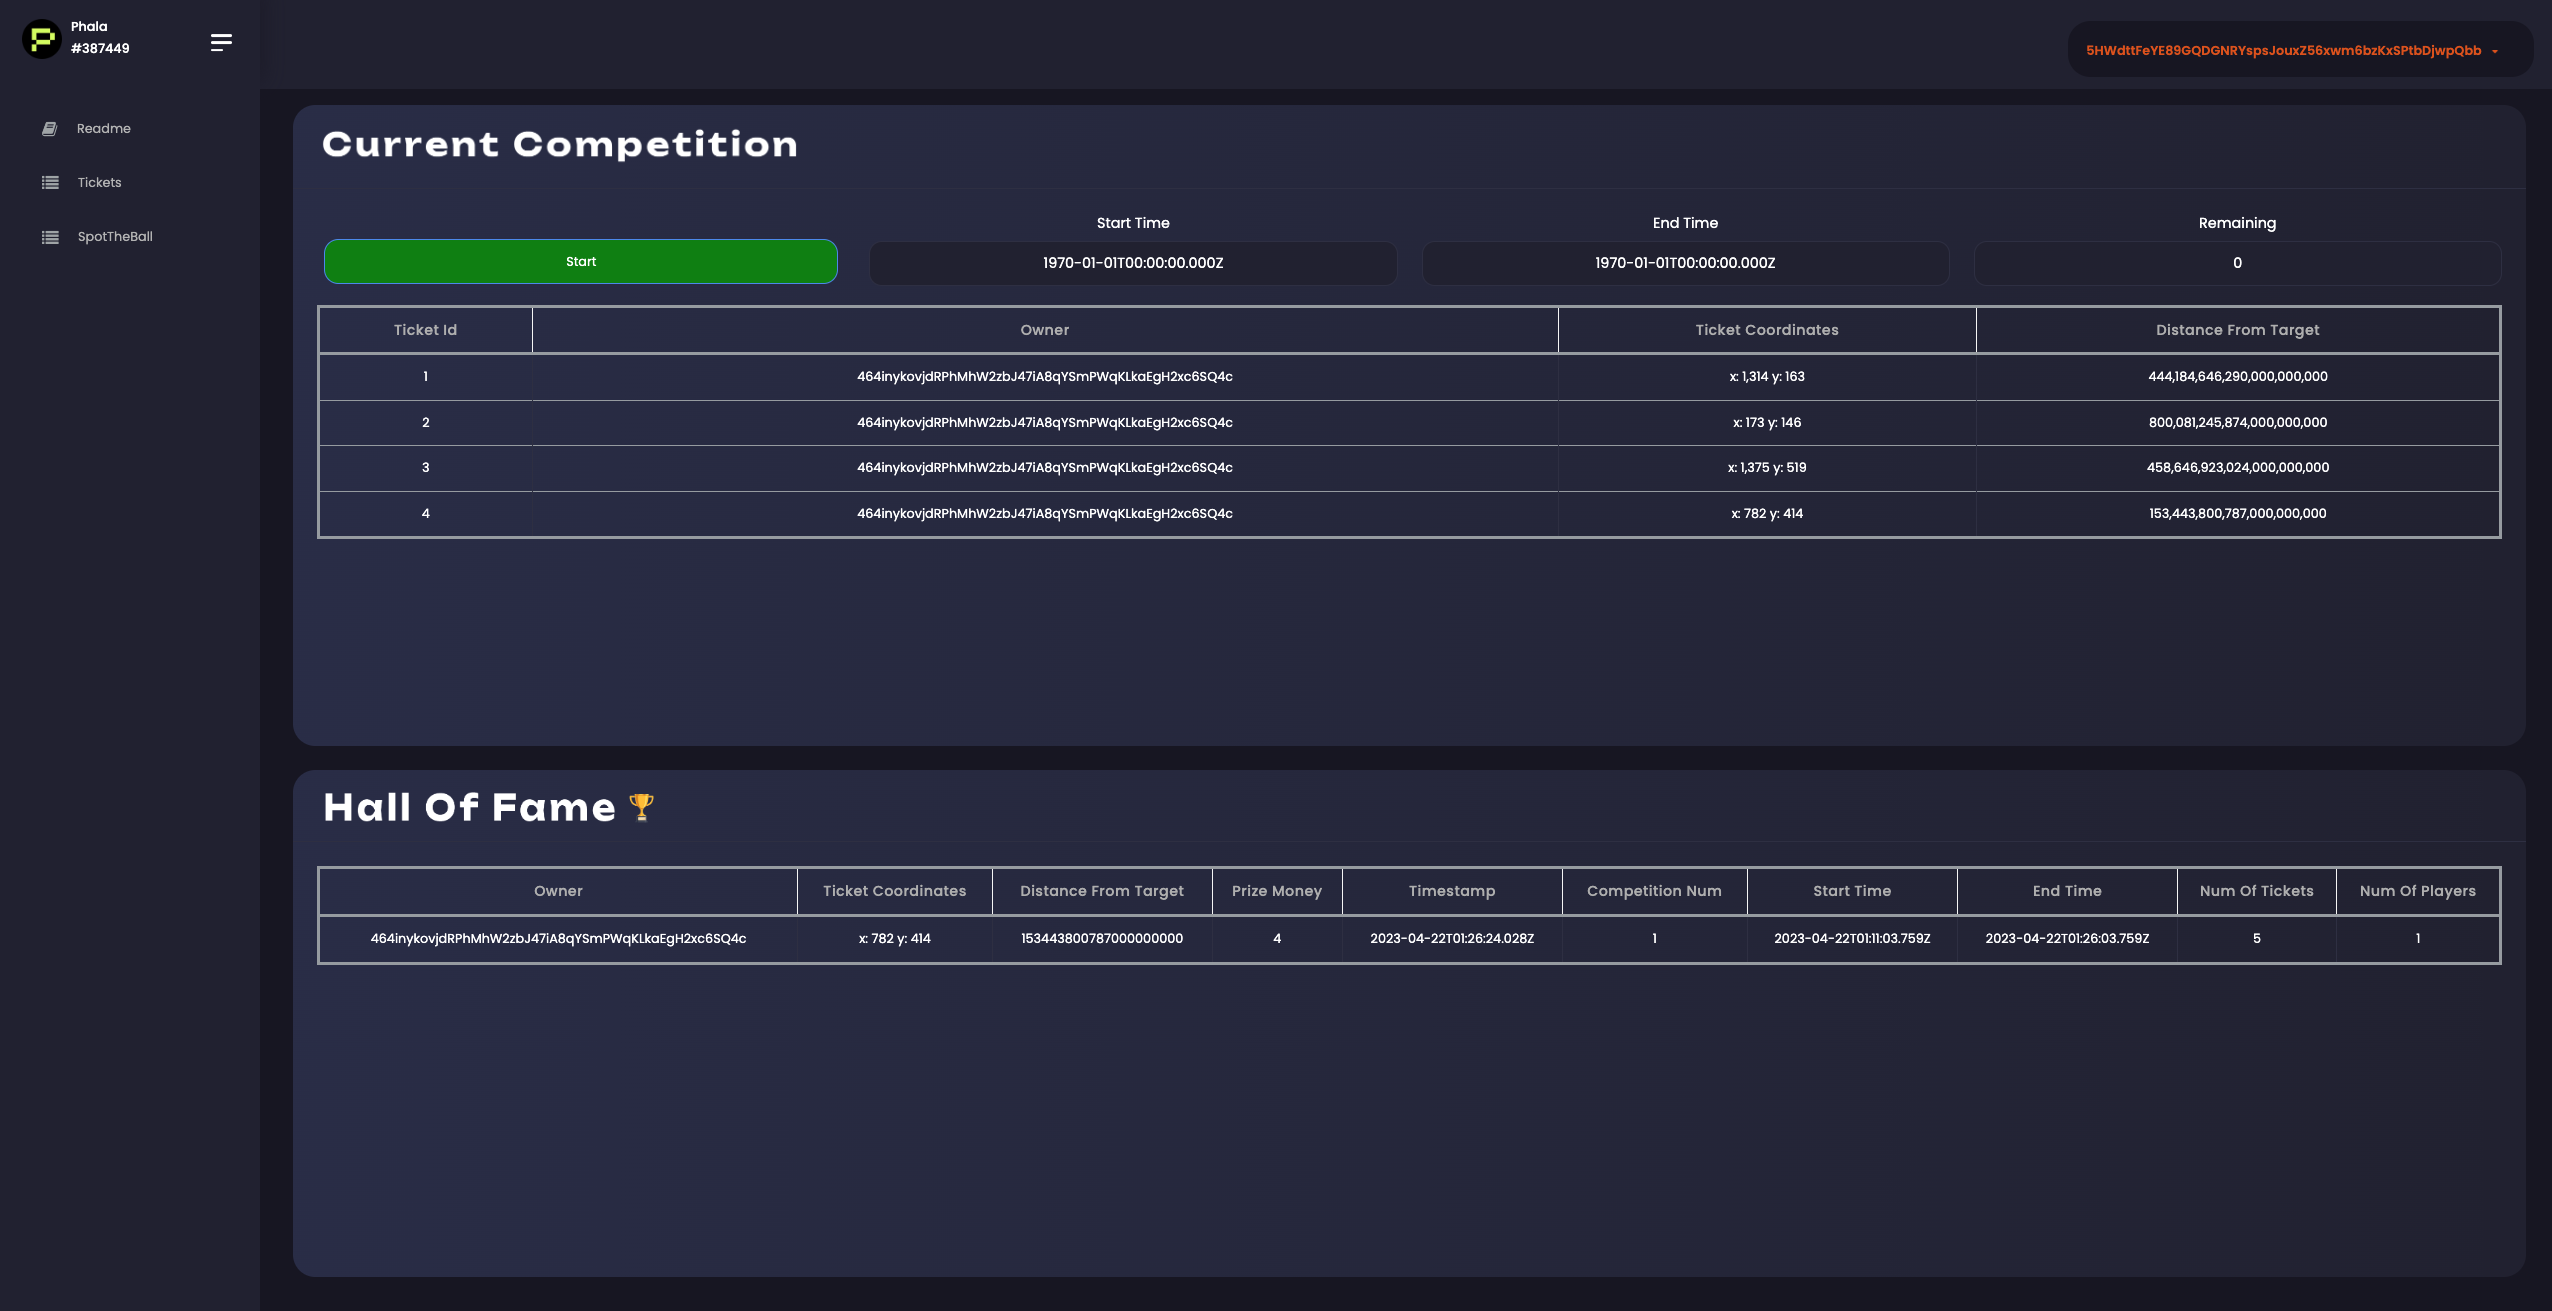 Phala
#387449
5HWdttFeYE89GQDGNRYspsJouxZ56xwm6bzKxSPtbDjwpQbb
Readme
Tickets
SpotTheBall
Current Competition
Start Time End Time Remaining
Start 1970-01-01T00:00:00.000Z 1970-01-01T00:00:00.000Z 0
Ticket Id Owner Ticket Coordinates Distance From Target
1 464inykovjdRPhMhW2zbJ47iA8qYSmPWqKLkaEgH2xc6SQ4c x: 1,314 y: 163 444,184,646,290,000,000,000
2 464inykovjdRPhMhW2zbJ47iA8qYSmPWqKLkaEgH2xc6SQ4c x: 173 y: 146 800,081,245,874,000,000,000
3 464inykovjdRPhMhW2zbJ47iA8qYSmPWqKLkaEgH2xc6SQ4c x: 1,375 y: 519 458,646,923,024,000,000,000
4 464inykovjdRPhMhW2zbJ47iA8qYSmPWqKLkaEgH2xc6SQ4c x: 782 y: 414 153,443,800,787,000,000,000
Hall Of Fame 🏆
Owner Ticket Coordinates Distance From Target Prize Money Timestamp Competition Num Start Time End Time Num Of Tickets Num Of Players
464inykovjdRPhMhW2zbJ47iA8qYSmPWqKLkaEgH2xc6SQ4c x: 782 y: 414 153443800787000000000 4 2023-04-22T01:26:24.028Z 1 2023-04-22T01:11:03.759Z 2023-04-22T01:26:03.759Z 5 1